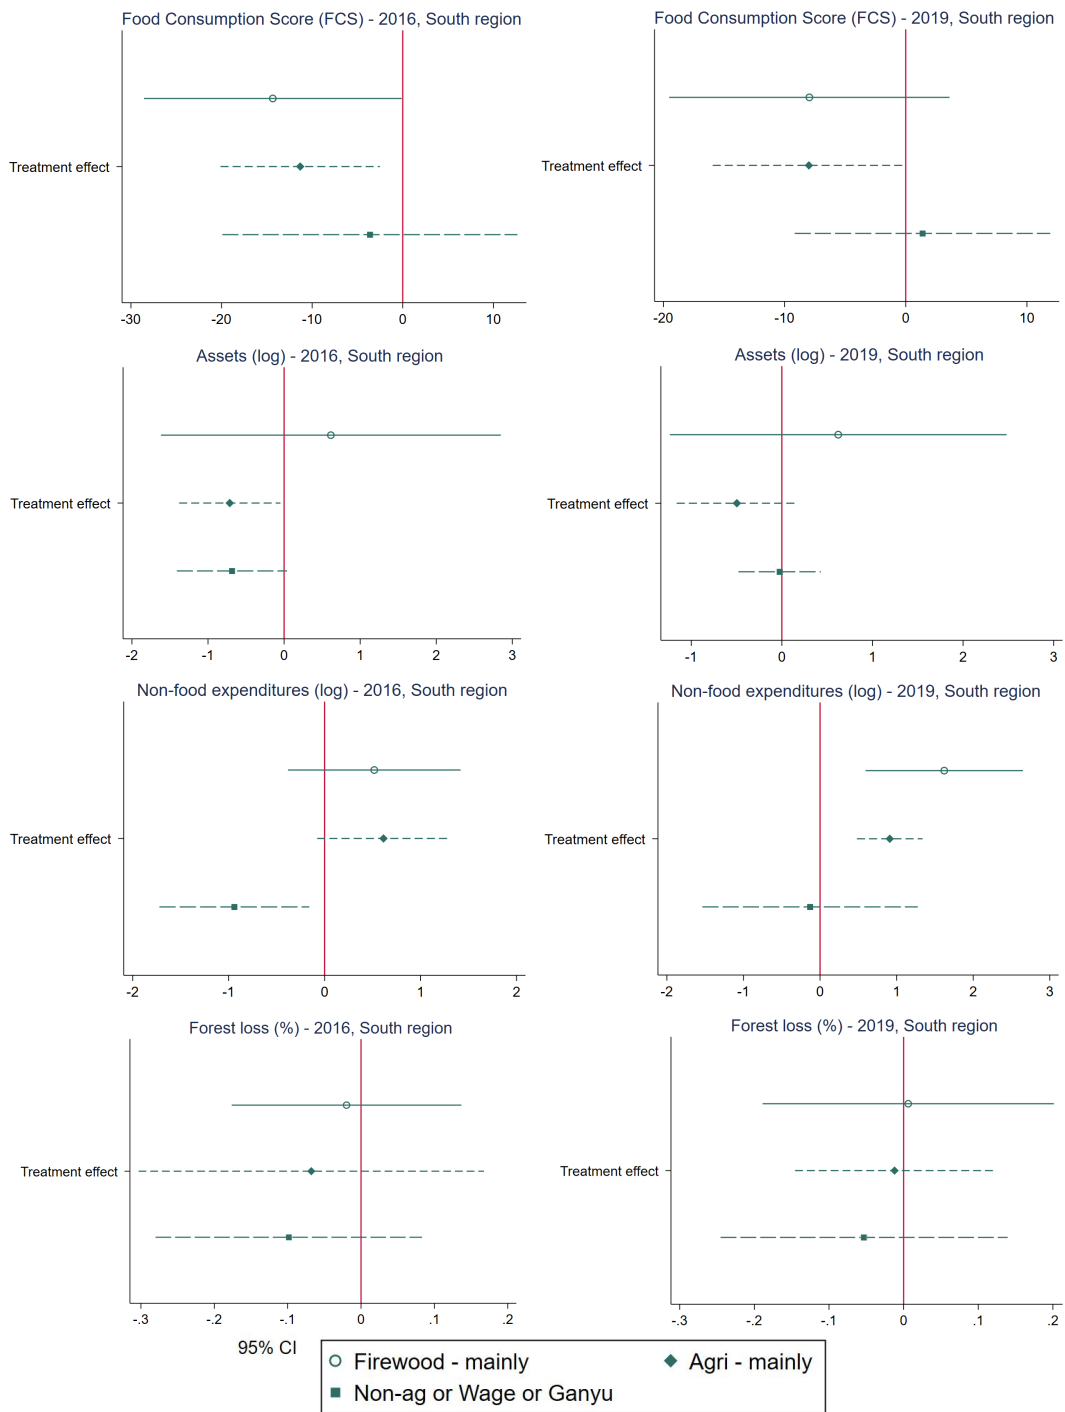 Food Consumption Score (FCS) - 2016, South region
Treatment effect
-30 -20 -10 0 10
Food Consumption Score (FCS) - 2019, South region
Treatment effect
-20 -10 0 10
Assets (log) - 2016, South region
Treatment effect
-2 -1 0 1 2 3
Assets (log) - 2019, South region
Treatment effect
-1 0 1 2 3
Non-food expenditures (log) - 2016, South region
Treatment effect
-2 -1 0 1 2
Non-food expenditures (log) - 2019, South region
Treatment effect
-2 -1 0 1 2 3
Forest loss (%) - 2016, South region
Treatment effect
-.3 -.2 -.1 0 .1 .2
Forest loss (%) - 2019, South region
Treatment effect
-.3 -.2 -.1 0 .1 .2
95% CI
Firewood - mainly
Agri - mainly
Non-ag or Wage or Ganyu